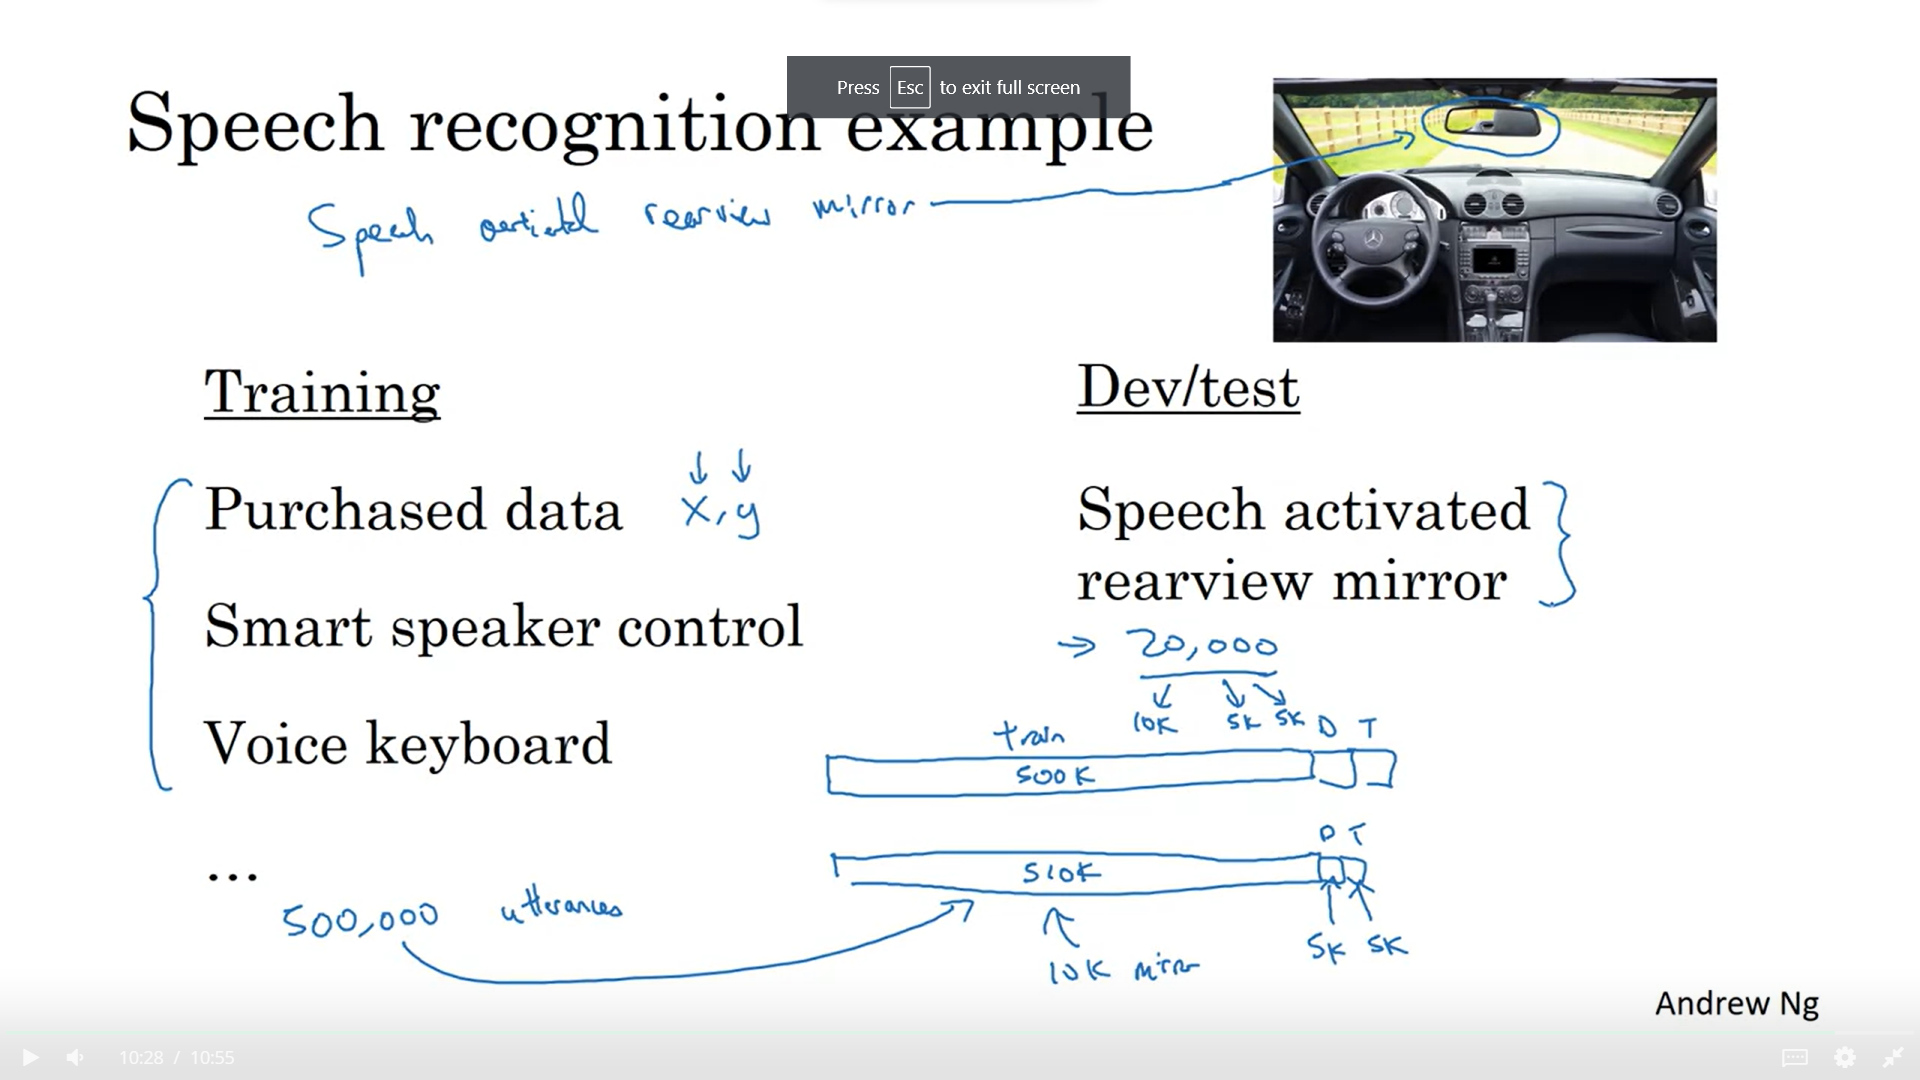 Press Esc to exit full screen
Speech recognition example
Speech rearview mirror
Training
Dev/test
Purchased data x, y
Speech activated
rearview mirror
Smart speaker control
20,000
10K 5K 5K D T
Voice keyboard
train
500K
D T
510K
...
500,000 utterances
5K 5K
10K
Andrew Ng
10:28 / 10:55